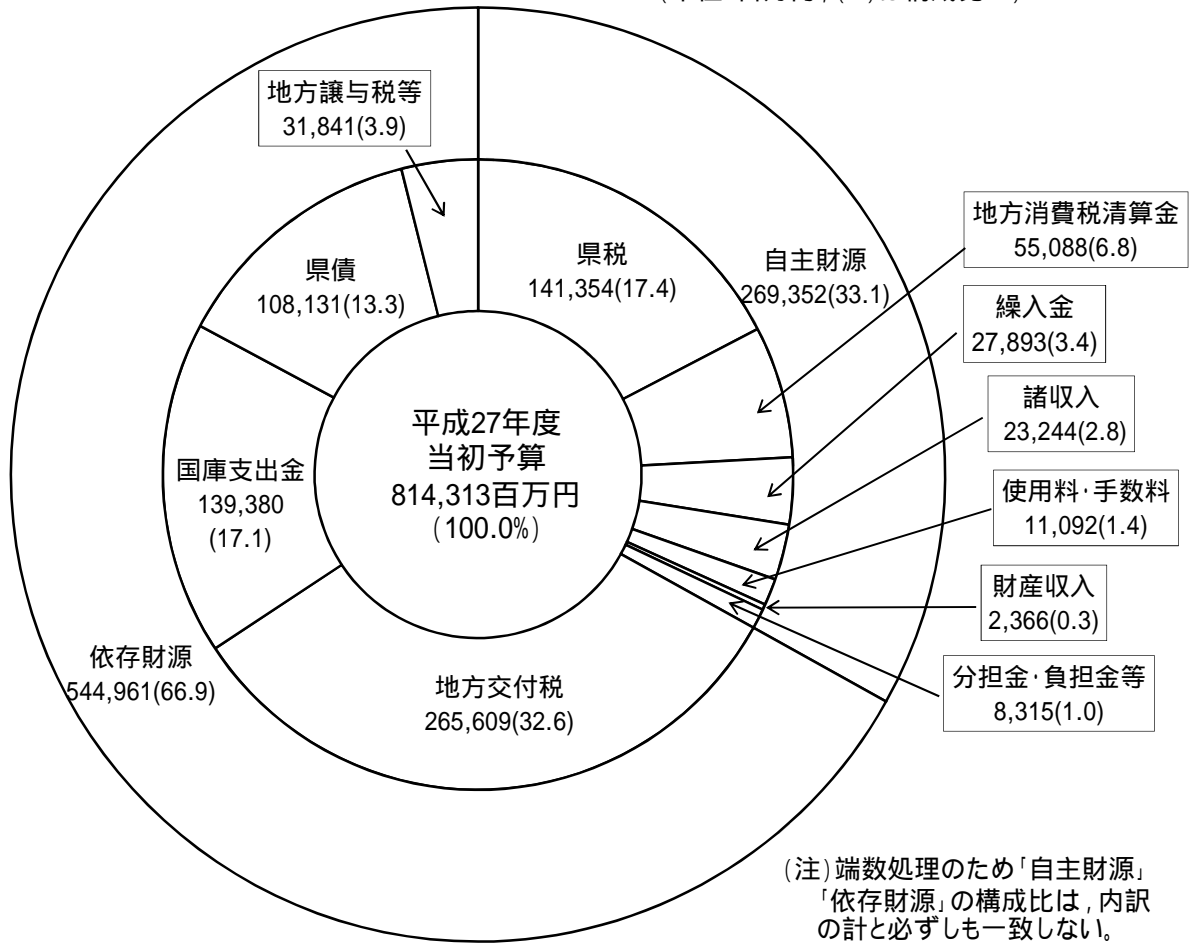 地方譲与税等
31,841(3.9)
県債
108,131(13.3)
県税
141,354(17.4)
自主財源
269,352(33.1)
地方消費税清算金
55,088(6.8)
繰入金
27,893(3.4)
諸収入
23,244(2.8)
使用料・手数料
11,092(1.4)
財産収入
2,366(0.3)
分担金・負担金等
8,315(1.0)
平成27年度
当初予算
814,313百万円
(100.0%)
国庫支出金
139,380
(17.1)
依存財源
544,961(66.9)
地方交付税
265,609(32.6)
(注)端数処理のため「自主財源」
「依存財源」の構成比は,内訳
の計と必ずしも一致しない。